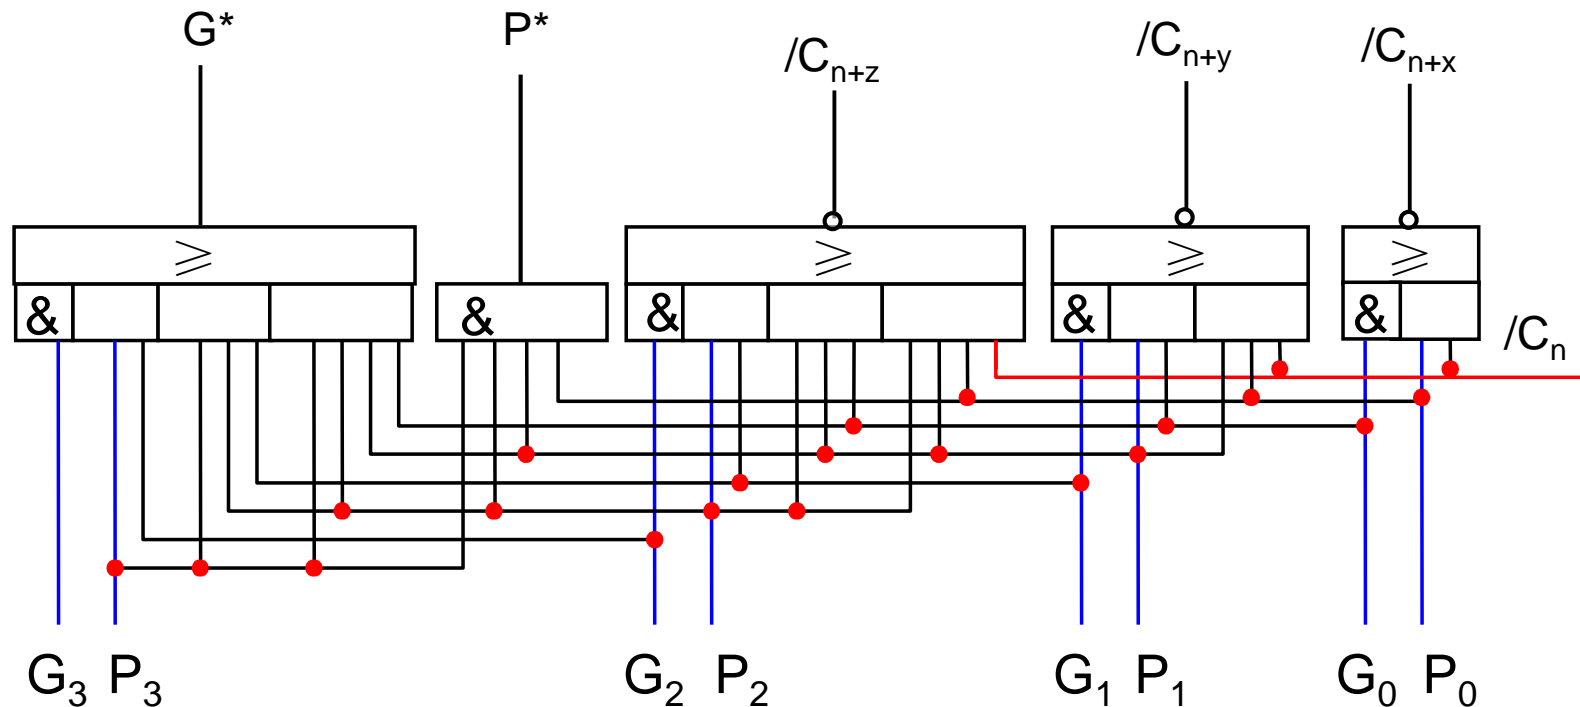 G* P* /Cn+z /Cn+y /Cn+x
≥ ≥ ≥ ≥
& & & & &
/Cn
G3 P3 G2 P2 G1 P1 G0 P0